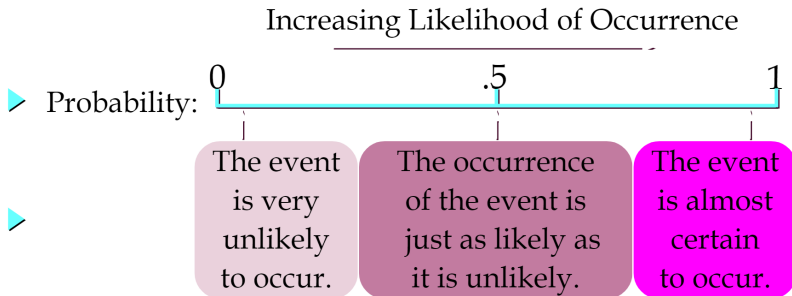 Increasing Likelihood of Occurrence
0 .5 1
Probability:
The event
is very
unlikely
to occur.
The occurrence
of the event is
just as likely as
it is unlikely.
The event
is almost
certain
to occur.